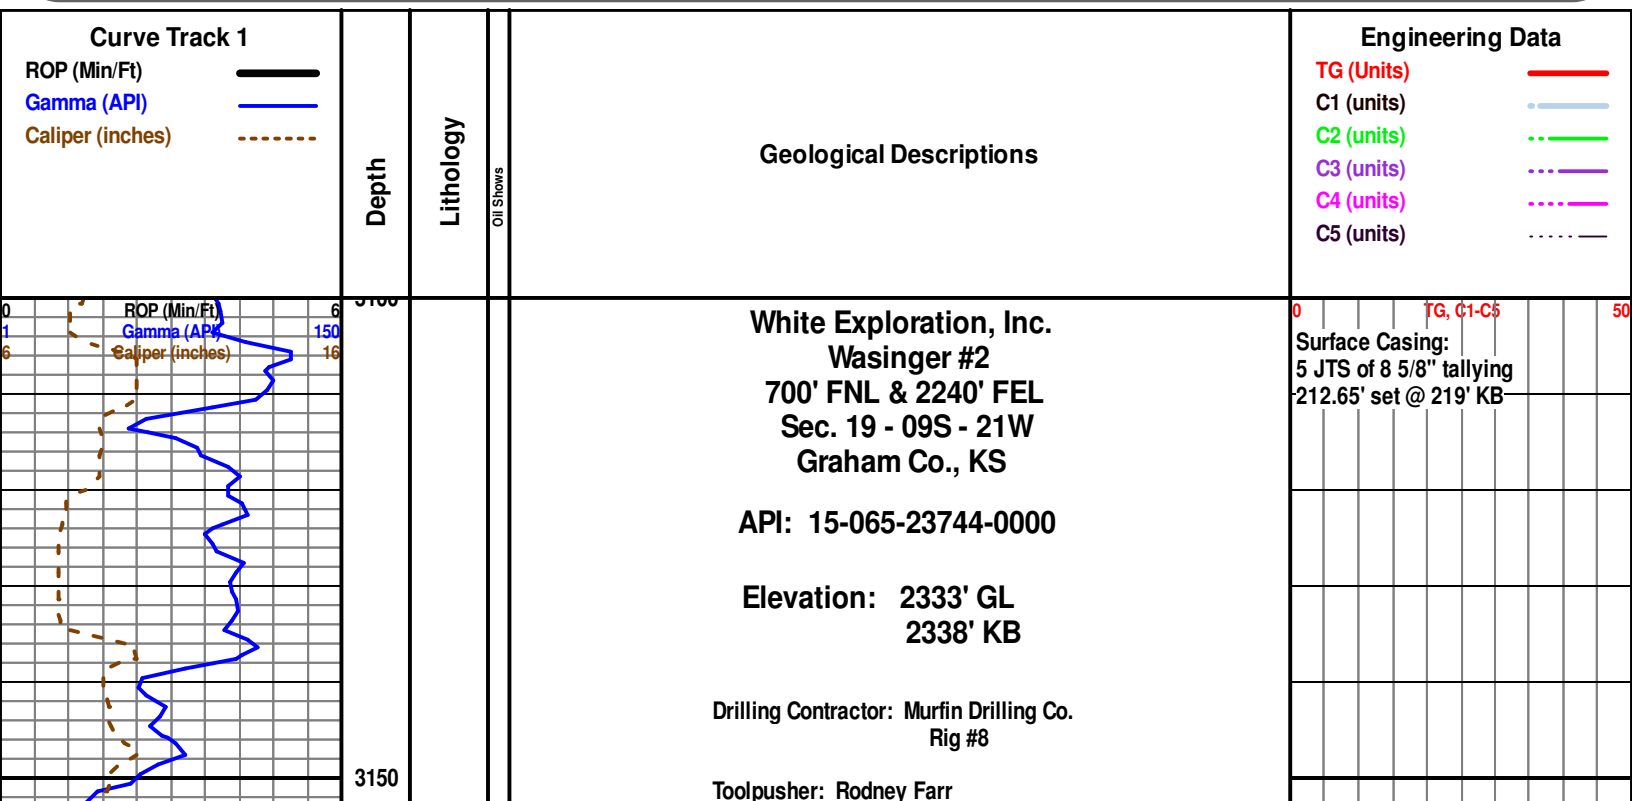 Curve Track 1
ROP (Min/Ft)
Gamma (API)
Caliper (inches)
Depth
Lithology
Oil Shows
Geological Descriptions
Engineering Data
TG (Units)
C1 (units)
C2 (units)
C3 (units)
C4 (units)
C5 (units)
0 ROP (Min/Ft) 6
1 Gamma (API) 150
6 Caliper (inches) 16
3100
White Exploration, Inc.
Wasinger #2
700' FNL & 2240' FEL
Sec. 19 - 09S - 21W
Graham Co., KS
API: 15-065-23744-0000
Elevation: 2333' GL
2338' KB
Drilling Contractor: Murfin Drilling Co.
Rig #8
3150
Toolpusher: Rodney Farr
0 TG, C1-C5 50
Surface Casing:
5 JTS of 8 5/8" tallying
212.65' set @ 219' KB